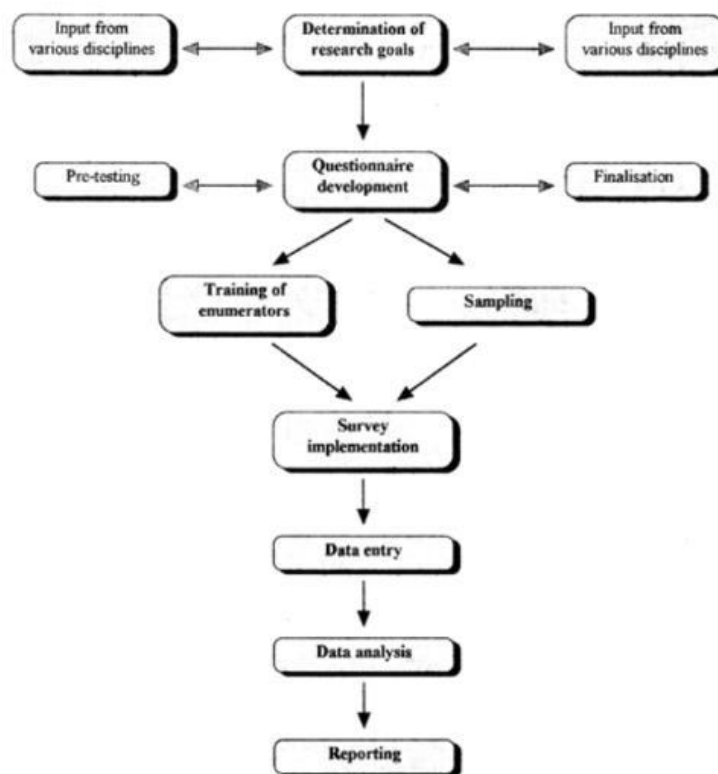 Input from
various disciplines
Determination of
research goals
Input from
various disciplines
Pre-testing
Questionnaire
development
Finalisation
Training of
enumerators
Sampling
Survey
implementation
Data entry
Data analysis
Reporting